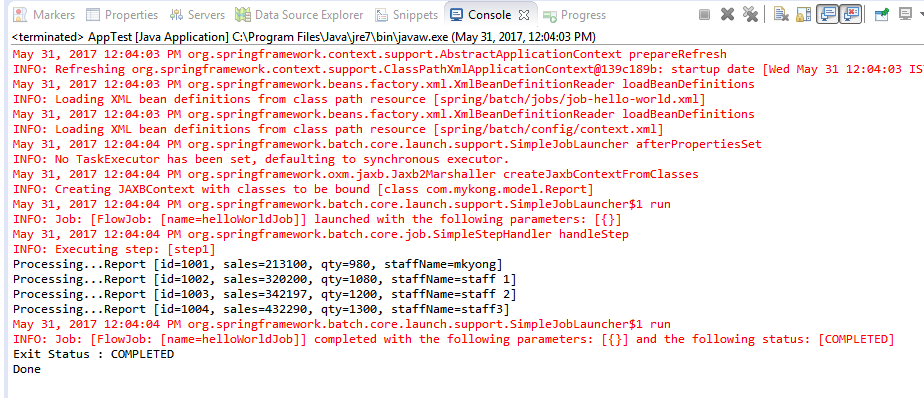 Markers Properties Servers Data Source Explorer Snippets Console Progress
<terminated> AppTest [Java Application] C:\Program Files\Java\jre7\bin\javaw.exe (May 31, 2017, 12:04:03 PM)
May 31, 2017 12:04:03 PM org.springframework.context.support.AbstractApplicationContext prepareRefresh
INFO: Refreshing org.springframework.context.support.ClassPathXmlApplicationContext@139c189b: startup date [Wed May 31 12:04:03 IS
May 31, 2017 12:04:03 PM org.springframework.beans.factory.xml.XmlBeanDefinitionReader loadBeanDefinitions
INFO: Loading XML bean definitions from class path resource [spring/batch/jobs/job-hello-world.xml]
May 31, 2017 12:04:03 PM org.springframework.beans.factory.xml.XmlBeanDefinitionReader loadBeanDefinitions
INFO: Loading XML bean definitions from class path resource [spring/batch/config/context.xml]
May 31, 2017 12:04:04 PM org.springframework.batch.core.launch.support.SimpleJobLauncher afterPropertiesSet
INFO: No TaskExecutor has been set, defaulting to synchronous executor.
May 31, 2017 12:04:04 PM org.springframework.oxm.jaxb.Jaxb2Marshaller createJaxbContextFromClasses
INFO: Creating JAXBContext with classes to be bound [class com.mykong.model.Report]
May 31, 2017 12:04:04 PM org.springframework.batch.core.launch.support.SimpleJobLauncher$1 run
INFO: Job: [FlowJob: [name=helloWorldJob]] launched with the following parameters: [{}]
May 31, 2017 12:04:04 PM org.springframework.batch.core.job.SimpleStepHandler handleStep
INFO: Executing step: [step1]
Processing...Report [id=1001, sales=213100, qty=980, staffName=mkyong]
Processing...Report [id=1002, sales=320200, qty=1080, staffName=staff 1]
Processing...Report [id=1003, sales=342197, qty=1200, staffName=staff 2]
Processing...Report [id=1004, sales=432290, qty=1300, staffName=staff3]
May 31, 2017 12:04:04 PM org.springframework.batch.core.launch.support.SimpleJobLauncher$1 run
INFO: Job: [FlowJob: [name=helloWorldJob]] completed with the following parameters: [{}] and the following status: [COMPLETED]
Exit Status : COMPLETED
Done